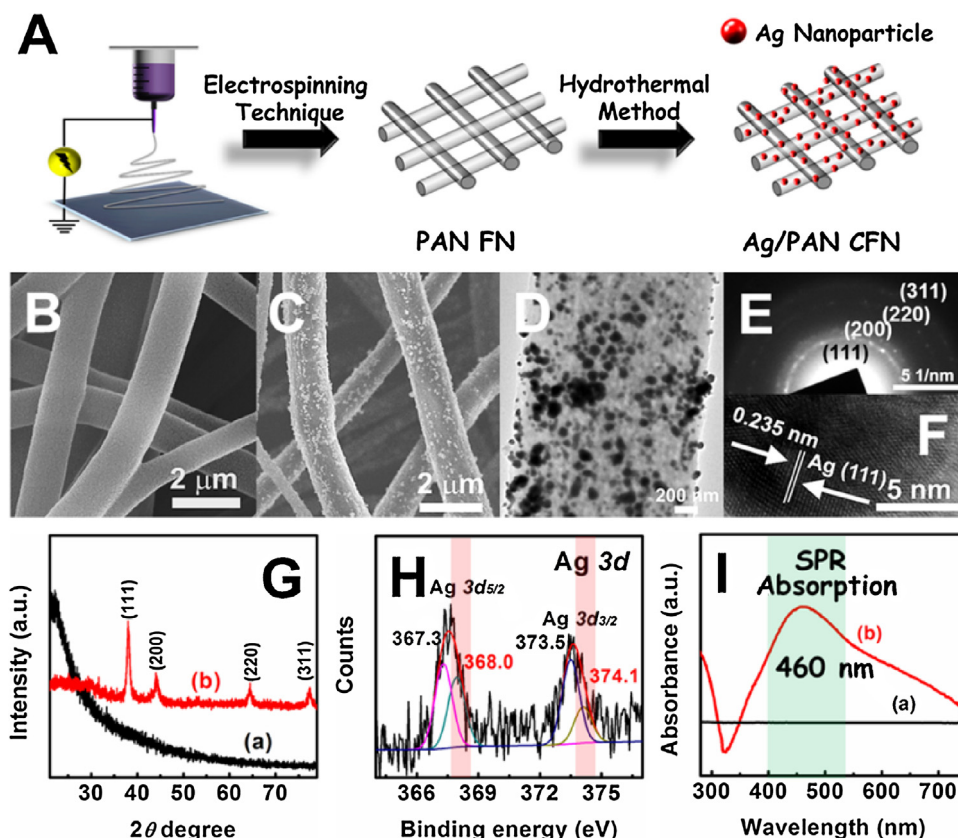 A
Ag Nanoparticle
Electrospinning
Technique
Hydrothermal
Method
PAN FN
Ag/PAN CFN
B
2 μm
C
2 μm
D
200 nm
E
(311)
(220)
(200)
(111)
5 1/nm
F
0.235 nm
Ag (111)
5 nm
G
Intensity (a.u.)
(111)
(200)
(220)
(311)
(b)
(a)
30 40 50 60 70
2θ degree
H
Counts
Ag 3d
Ag 3d5/2
367.3
368.0
Ag 3d3/2
373.5
374.1
366 369 372 375
Binding energy (eV)
I
Absorbance (a.u.)
SPR
Absorption
(b)
460 nm
(a)
300 400 500 600 700
Wavelength (nm)